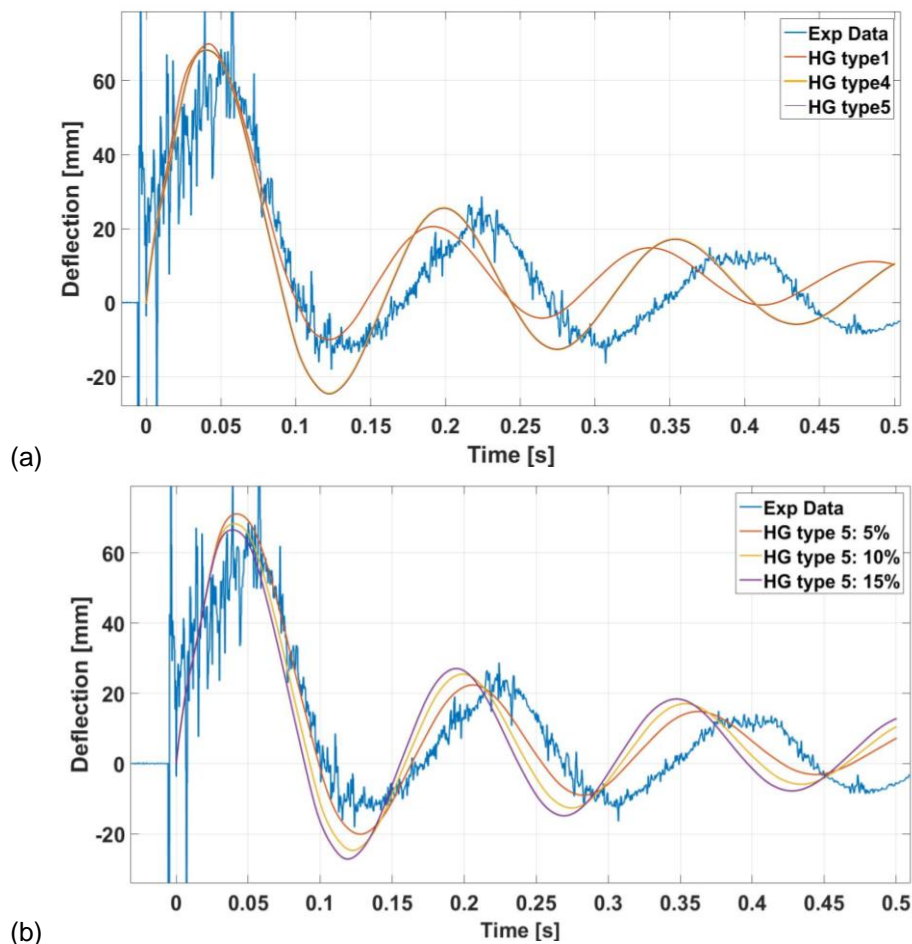 Exp Data
HG type1
HG type4
HG type5
Deflection [mm]
60
40
20
0
-20
0 0.05 0.1 0.15 0.2 0.25 0.3 0.35 0.4 0.45 0.5
Time [s]
(a)
Exp Data
HG type 5: 5%
HG type 5: 10%
HG type 5: 15%
Deflection [mm]
60
40
20
0
-20
0 0.05 0.1 0.15 0.2 0.25 0.3 0.35 0.4 0.45 0.5
Time [s]
(b)